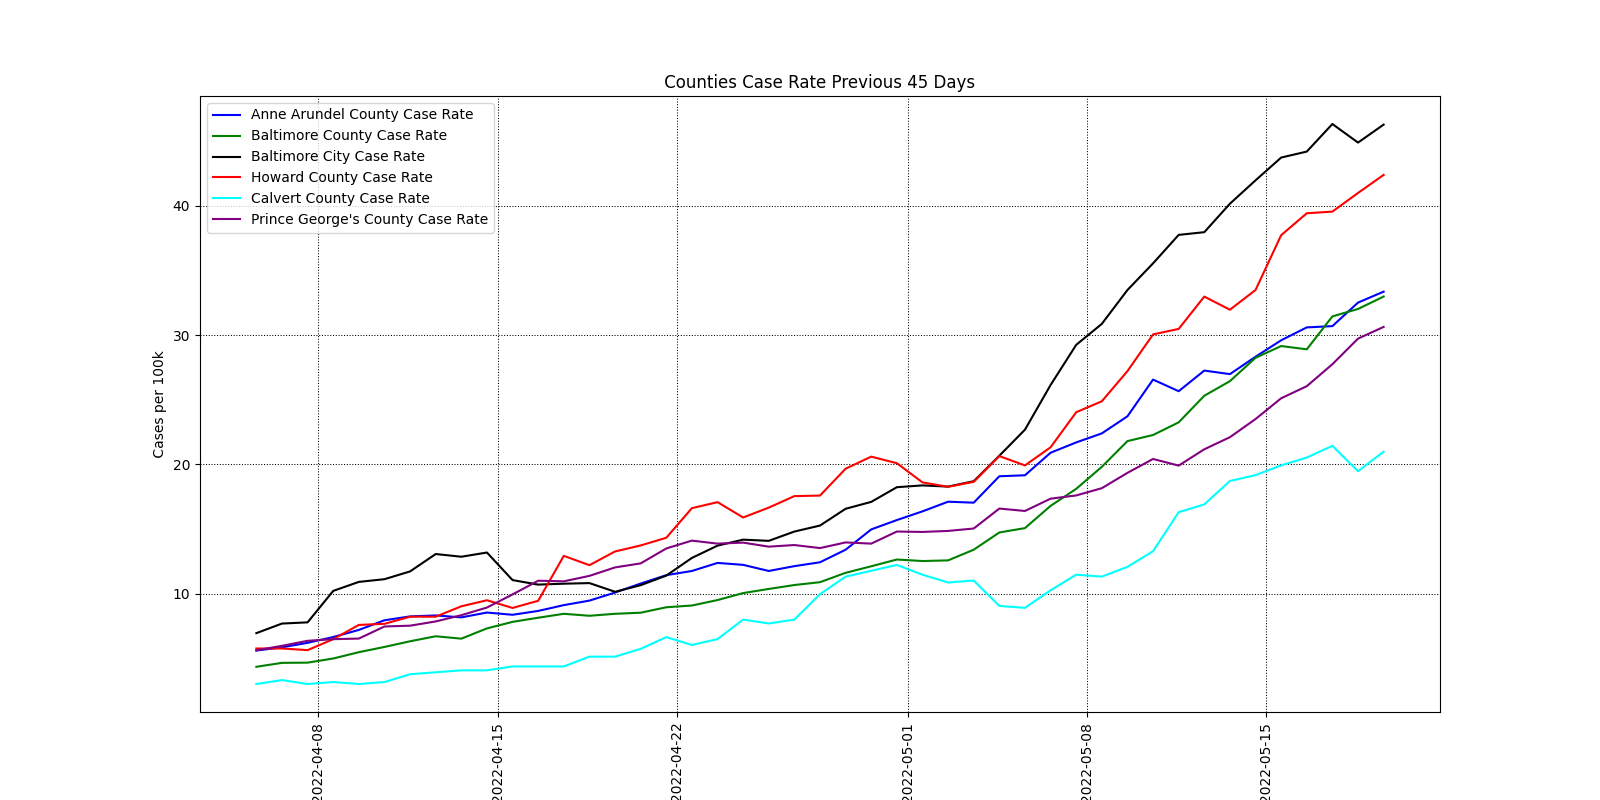 Counties Case Rate Previous 45 Days
Anne Arundel County Case Rate
Baltimore County Case Rate
Baltimore City Case Rate
Howard County Case Rate
Calvert County Case Rate
Prince George's County Case Rate
Cases per 100k
40
30
20
10
2022-04-08
2022-04-15
2022-04-22
2022-05-01
2022-05-08
2022-05-15